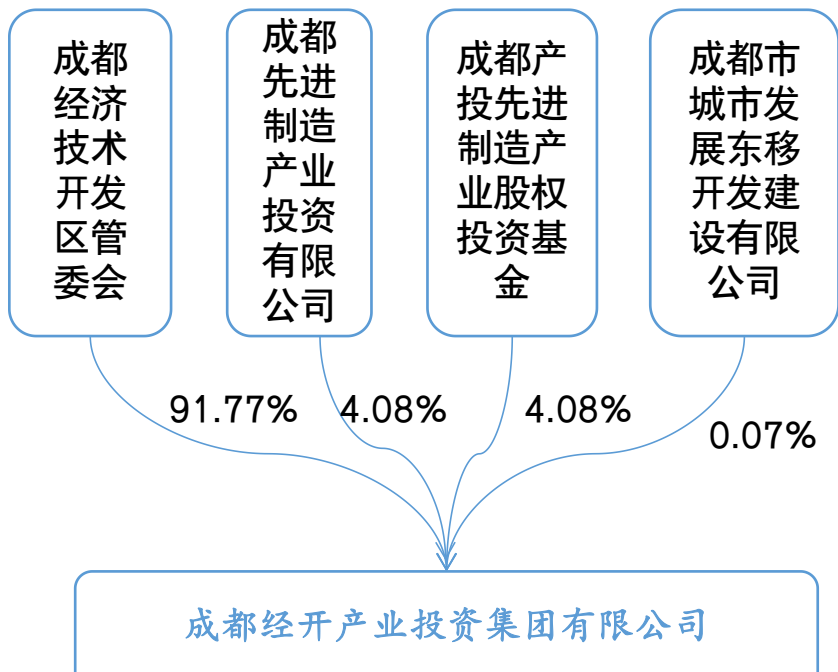 成都
经济
技术
开发
区管
委会
成都
先进
制造
产业
投资
有限
公司
成都产
投先进
制造产
业股权
投资基
金
成都市
城市发
展东移
开发建
设有限
公司
91.77%
4.08%
4.08%
0.07%
成都经开产业投资集团有限公司